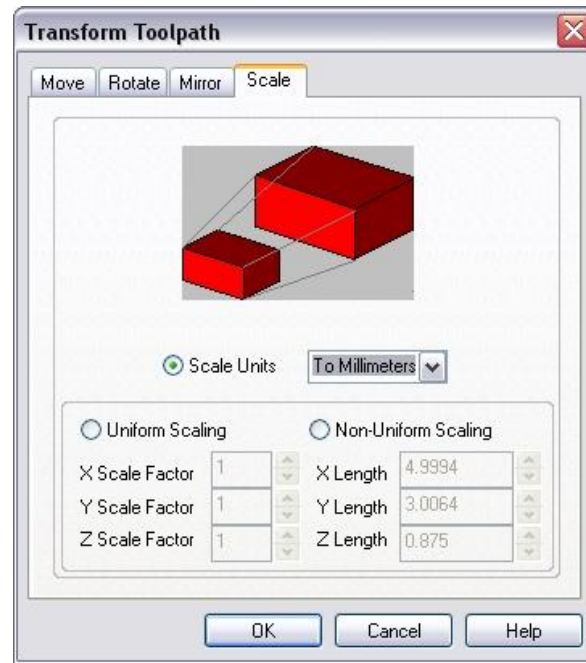 Transform Toolpath
Move Rotate Mirror Scale
Scale Units To Millimeters
Uniform Scaling Non-Uniform Scaling
X Scale Factor 1 X Length 4.9994
Y Scale Factor 1 Y Length 3.0064
Z Scale Factor 1 Z Length 0.875
OK Cancel Help